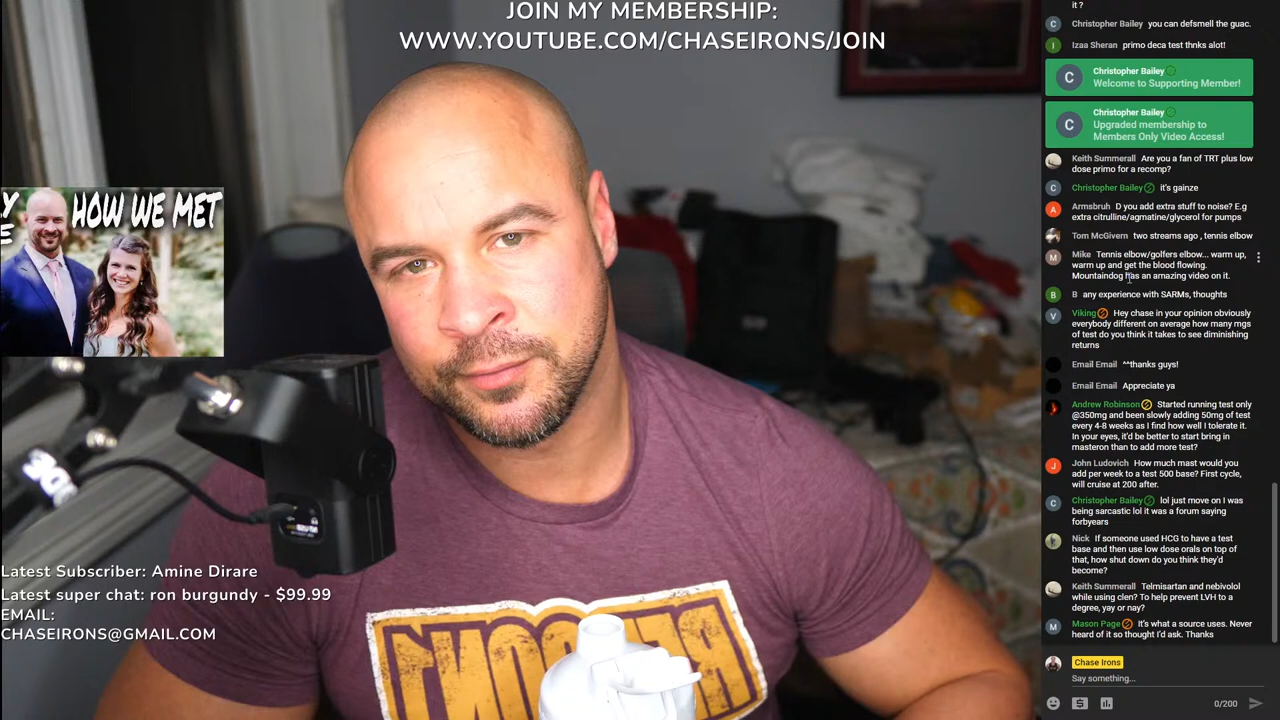 JOIN MY MEMBERSHIP:
WWW.YOUTUBE.COM/CHASEIRONS/JOIN
HOW WE MET
Latest Subscriber: Amine Dirare
Latest super chat: ron burgundy - $99.99
EMAIL:
CHASEIRONS@GMAIL.COM
it ?
C Christopher Bailey you can defsmell the guac.
I Izaa Sheran primo deca test thnks alot!
C Christopher Bailey
Welcome to Supporting Member!
C Christopher Bailey
Upgraded membership to
Members Only Video Access!
Keith Summerall Are you a fan of TRT plus low
dose primo for a recomp?
C Christopher Bailey it's gainze
A Armsbruh D you add extra stuff to noise? E.g
extra citrulline/agmatine/glycerol for pumps
Tom McGivern two streams ago , tennis elbow
M Mike Tennis elbow/golfers elbow... warm up,
warm up and get the blood flowing.
Mountaindog has an amazing video on it.
B B any experience with SARMs, thoughts
V Viking Hey chase in your opinion obviously
everybody different on average how many mgs
of test do you think it takes to see diminishing
returns
Email Email ^^thanks guys!
Email Email Appreciate ya
Andrew Robinson Started running test only
@350mg and been slowly adding 50mg of test
every 4-8 weeks as I find how well I tolerate it.
In your eyes, it'd be better to start bring in
masteron than to add more test?
J John Ludovich How much mast would you
add per week to a test 500 base? First cycle,
will cruise at 200 after.
C Christopher Bailey lol just move on I was
being sarcastic lol it was a forum saying
forbyears
Nick If someone used HCG to have a test
base and then use low dose orals on top of
that, how shut down do you think they'd
become?
Keith Summerall Telmisartan and nebivolol
while using clen? To help prevent LVH to a
degree, yay or nay?
M Mason Page It's what a source uses. Never
heard of it so thought I'd ask. Thanks
Chase Irons
Say something...
0/200